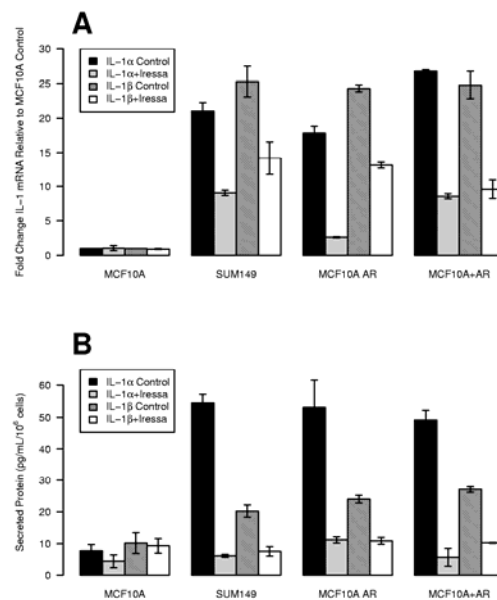 A
Fold Change IL-1 mRNA Relative to MCF10A Control
30
25
20
15
10
5
0
IL-1α Control
IL-1α+Iressa
IL-1β Control
IL-1β+Iressa
MCF10A
SUM149
MCF10A AR
MCF10A+AR
B
Secreted Protein (pg/mL/10⁶ cells)
60
50
40
30
20
10
0
IL-1α Control
IL-1α+Iressa
IL-1β Control
IL-1β+Iressa
MCF10A
SUM149
MCF10A AR
MCF10A+AR